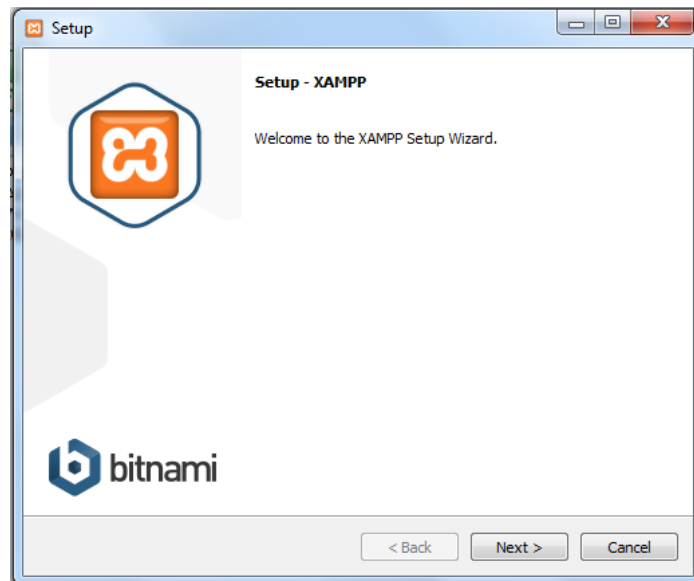 Setup
Setup - XAMPP
Welcome to the XAMPP Setup Wizard.
bitnami
< Back
Next >
Cancel